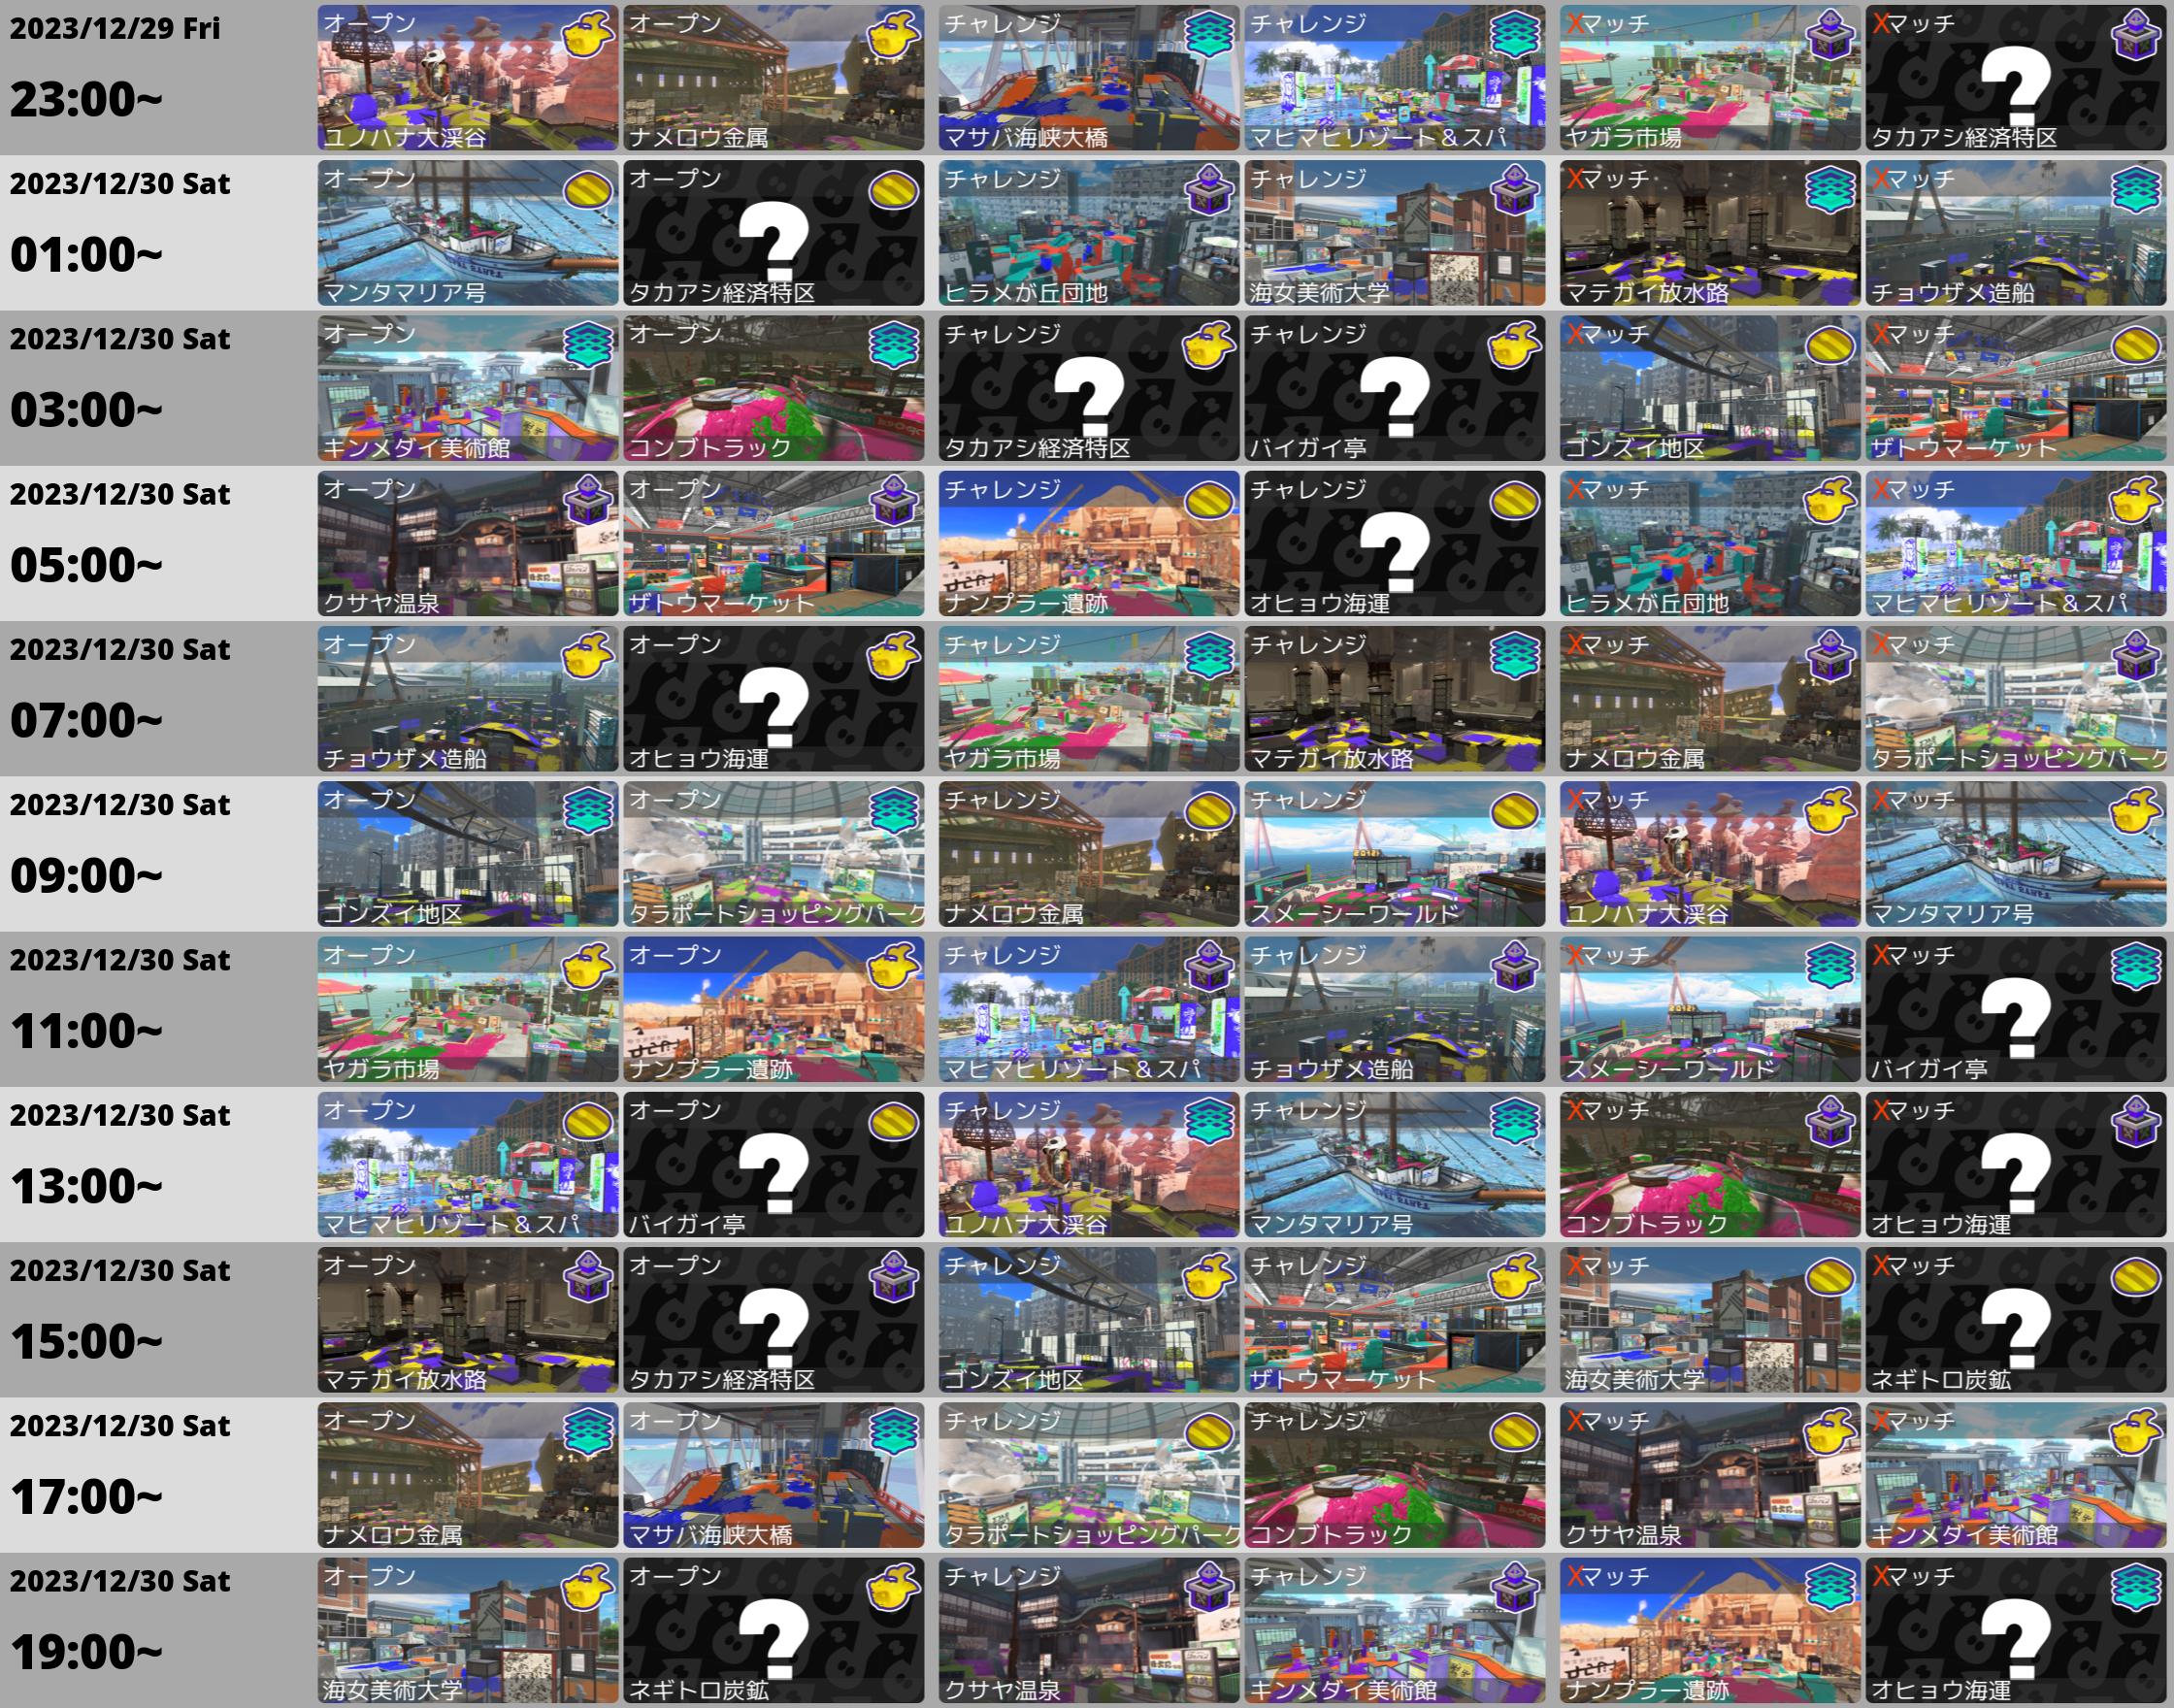 2023/12/29 Fri
23:00~
オープン
ユノハナ大渓谷
オープン
ナメロウ金属
チャレンジ
マサバ海峡大橋
チャレンジ
マヒマヒリゾート＆スパ
Xマッチ
ヤガラ市場
Xマッチ
タカアシ経済特区
2023/12/30 Sat
01:00~
オープン
マンタマリア号
オープン
タカアシ経済特区
チャレンジ
ヒラメが丘団地
チャレンジ
海女美術大学
Xマッチ
マテガイ放水路
Xマッチ
チョウザメ造船
2023/12/30 Sat
03:00~
オープン
キンメダイ美術館
オープン
コンブトラック
チャレンジ
タカアシ経済特区
チャレンジ
バイガイ亭
Xマッチ
ゴンズイ地区
Xマッチ
ザトウマーケット
2023/12/30 Sat
05:00~
オープン
クサヤ温泉
オープン
ザトウマーケット
チャレンジ
ナンプラー遺跡
チャレンジ
オヒョウ海運
Xマッチ
ヒラメが丘団地
Xマッチ
マヒマヒリゾート＆スパ
2023/12/30 Sat
07:00~
オープン
チョウザメ造船
オープン
オヒョウ海運
チャレンジ
ヤガラ市場
チャレンジ
マテガイ放水路
Xマッチ
ナメロウ金属
Xマッチ
タラポートショッピングパーク
2023/12/30 Sat
09:00~
オープン
ゴンズイ地区
オープン
タラポートショッピングパーク
チャレンジ
ナメロウ金属
チャレンジ
スメーシーワールド
Xマッチ
ユノハナ大渓谷
Xマッチ
マンタマリア号
2023/12/30 Sat
11:00~
オープン
ヤガラ市場
オープン
ナンプラー遺跡
チャレンジ
マヒマヒリゾート＆スパ
チャレンジ
チョウザメ造船
Xマッチ
スメーシーワールド
Xマッチ
バイガイ亭
2023/12/30 Sat
13:00~
オープン
マヒマヒリゾート＆スパ
オープン
バイガイ亭
チャレンジ
ユノハナ大渓谷
チャレンジ
マンタマリア号
Xマッチ
コンブトラック
Xマッチ
オヒョウ海運
2023/12/30 Sat
15:00~
オープン
マテガイ放水路
オープン
タカアシ経済特区
チャレンジ
ゴンズイ地区
チャレンジ
ザトウマーケット
Xマッチ
海女美術大学
Xマッチ
ネギトロ炭鉱
2023/12/30 Sat
17:00~
オープン
ナメロウ金属
オープン
マサバ海峡大橋
チャレンジ
タラポートショッピングパーク
チャレンジ
コンブトラック
Xマッチ
クサヤ温泉
Xマッチ
キンメダイ美術館
2023/12/30 Sat
19:00~
オープン
海女美術大学
オープン
ネギトロ炭鉱
チャレンジ
クサヤ温泉
チャレンジ
キンメダイ美術館
Xマッチ
ナンプラー遺跡
Xマッチ
オヒョウ海運